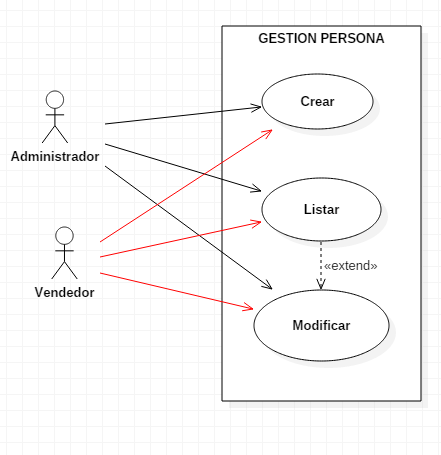 GESTION PERSONA
Crear
Administrador
Listar
Vendedor
«extend»
Modificar